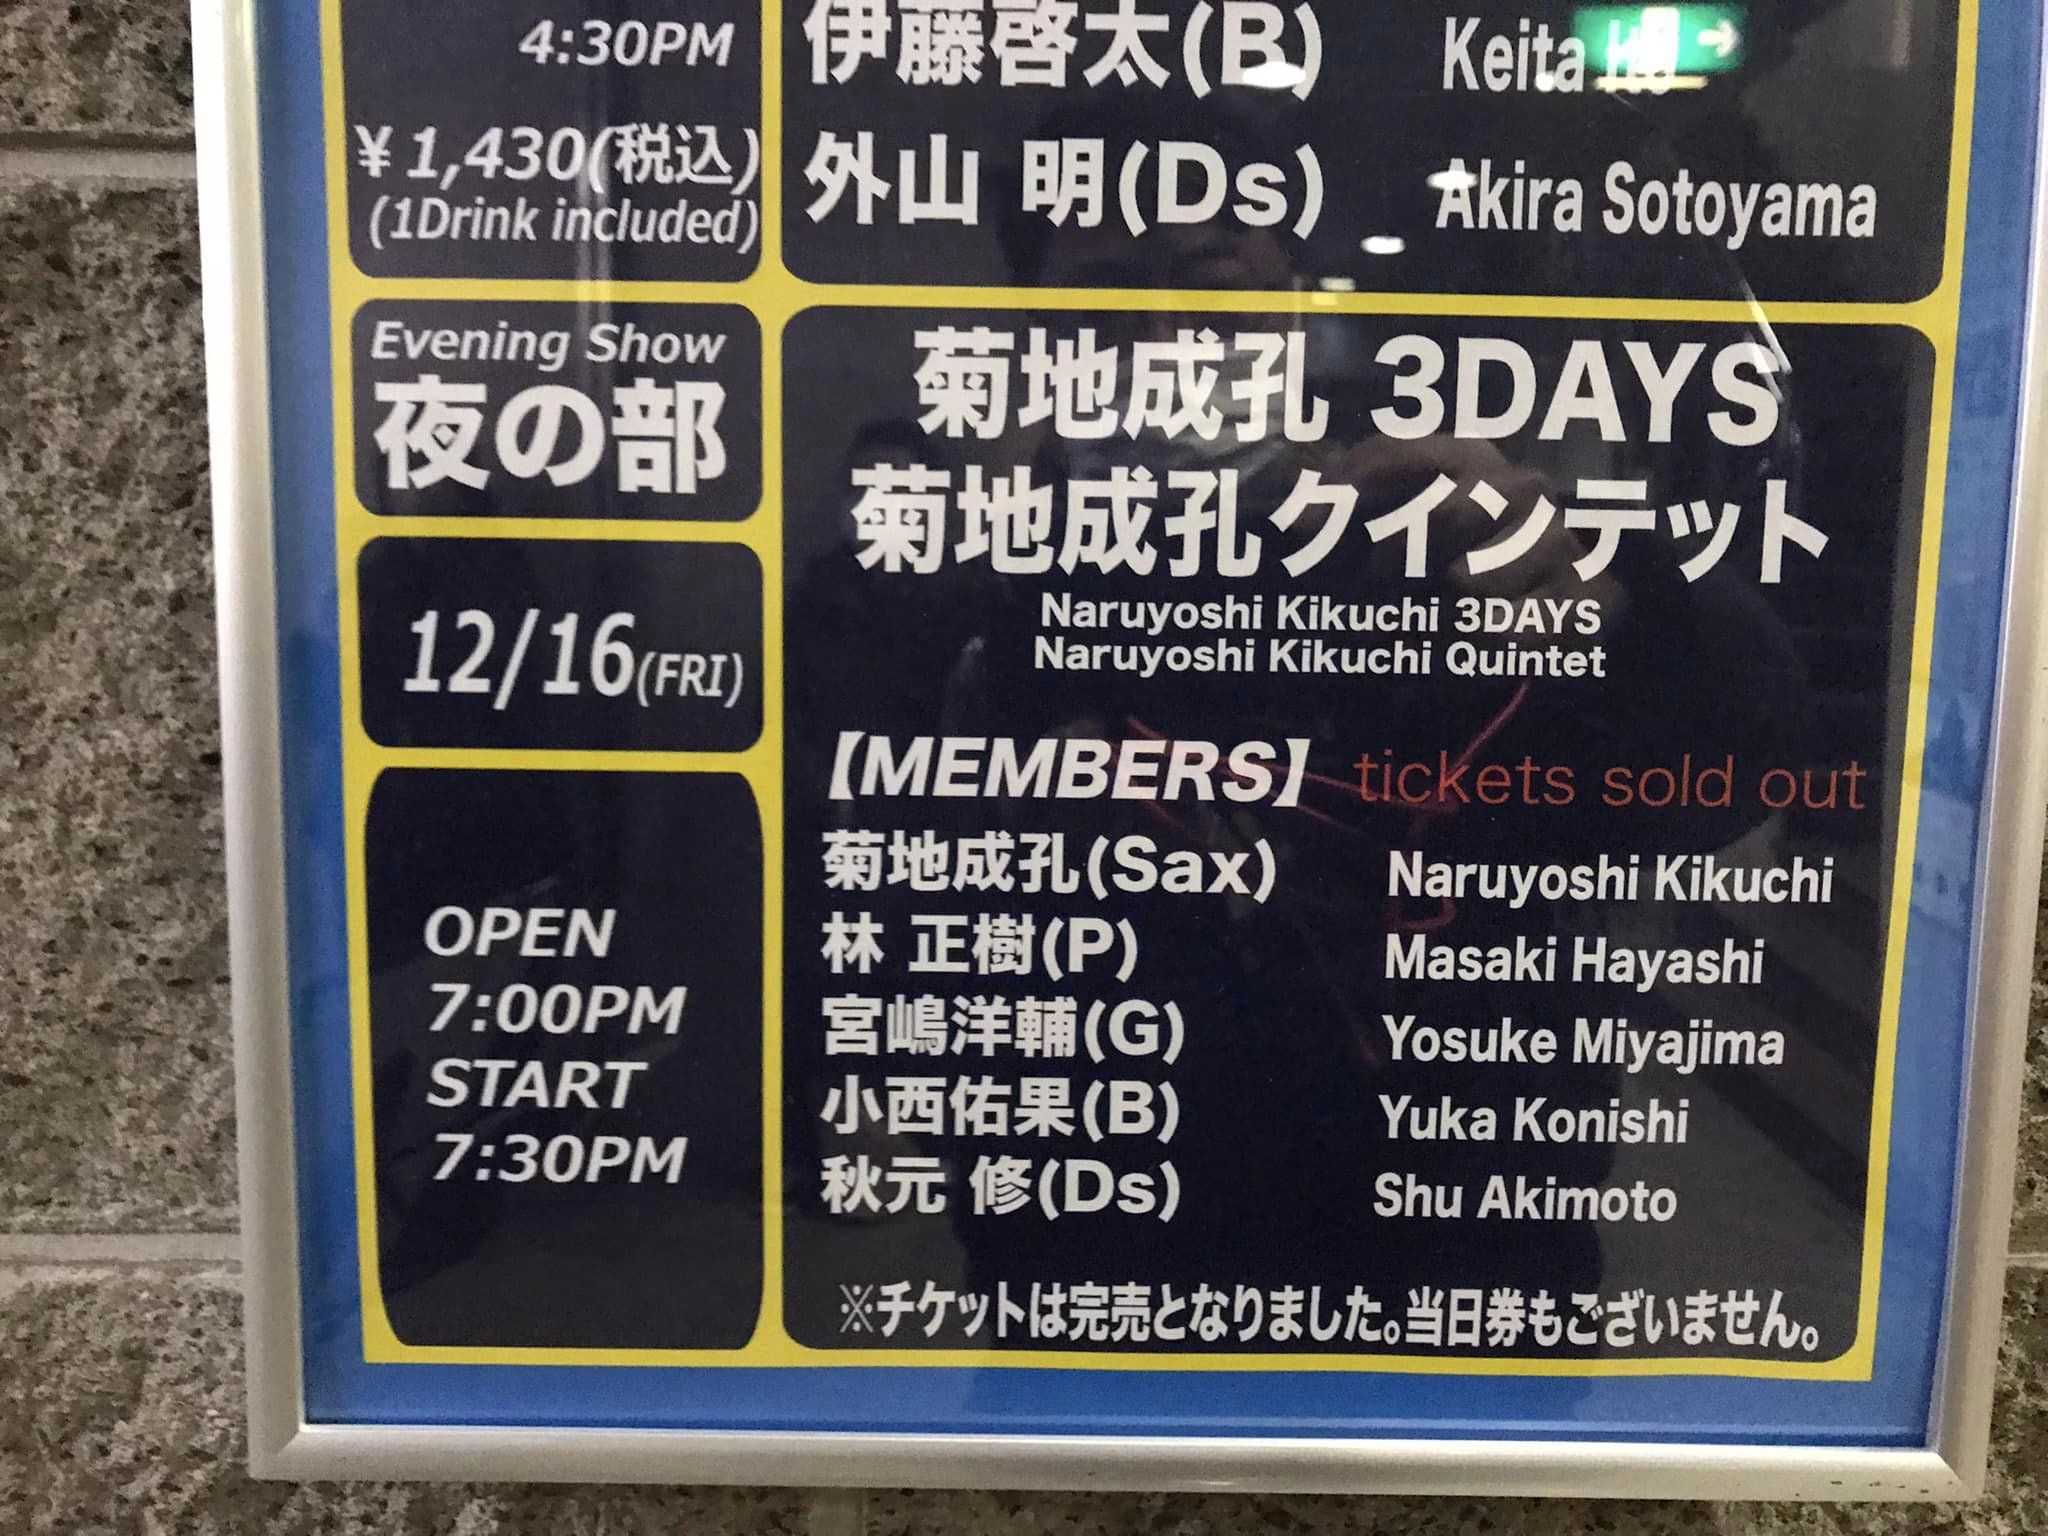 4:30PM
¥1,430(税込)
(1Drink included)
伊藤啓太(B) Keita
外山 明(Ds) Akira Sotoyama
Evening Show
夜の部
12/16(FRI)
OPEN
7:00PM
START
7:30PM
菊地成孔 3DAYS
菊地成孔クインテット
Naruyoshi Kikuchi 3DAYS
Naruyoshi Kikuchi Quintet
【MEMBERS】 tickets sold out
菊地成孔(Sax) Naruyoshi Kikuchi
林 正樹(P) Masaki Hayashi
宮嶋洋輔(G) Yosuke Miyajima
小西佑果(B) Yuka Konishi
秋元 修(Ds) Shu Akimoto
※チケットは完売となりました。当日券もございません。